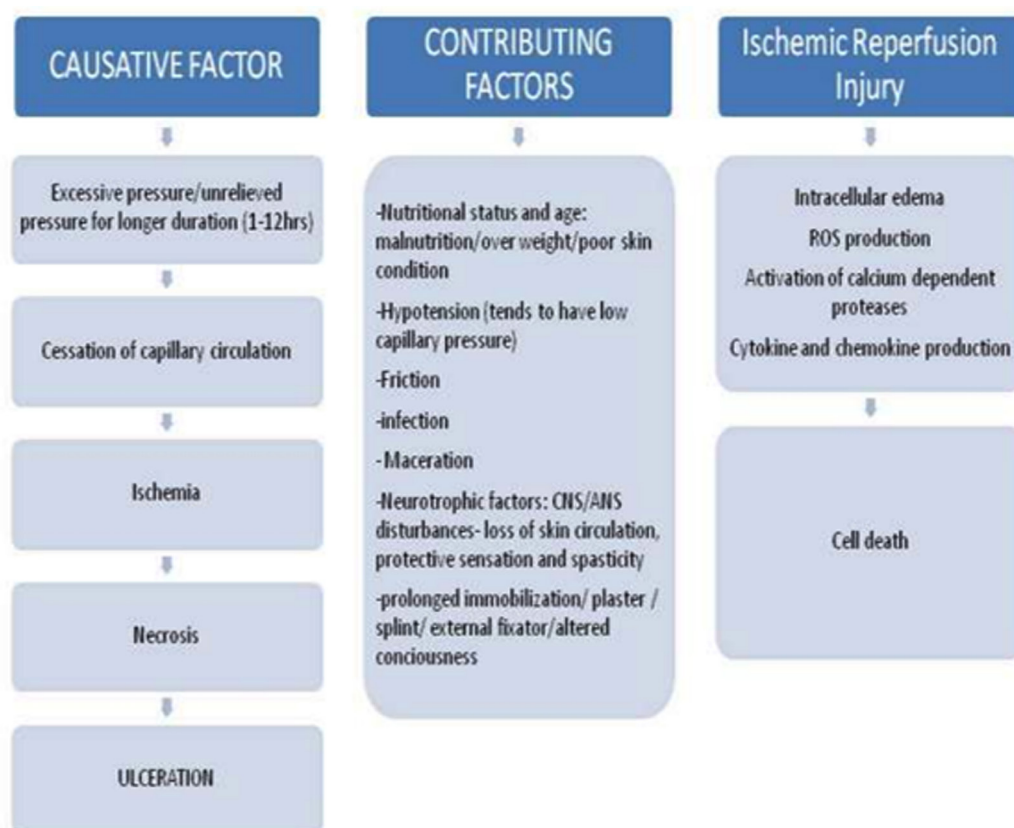 CAUSATIVE FACTOR
Excessive pressure/unrelieved
pressure for longer duration (1-12hrs)
Cessation of capillary circulation
Ischemia
Necrosis
ULCERATION
CONTRIBUTING
FACTORS
-Nutritional status and age:
malnutrition/over weight/poor skin
condition
-Hypotension (tends to have low
capillary pressure)
-Friction
-infection
- Maceration
-Neurotrophic factors: CNS/ANS
disturbances- loss of skin circulation,
protective sensation and spasticity
-prolonged immobilization/ plaster /
splint/ external fixator/altered
conciousness
Ischemic Reperfusion
Injury
Intracellular edema
ROS production
Activation of calcium dependent
proteases
Cytokine and chemokine production
Cell death